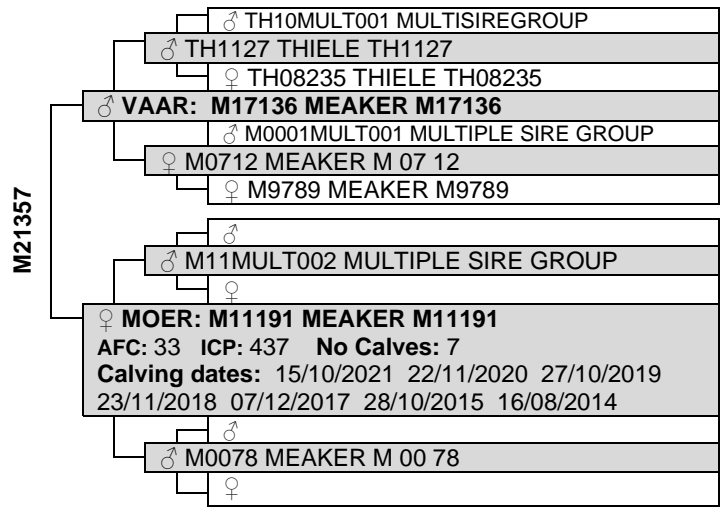 ♂ TH10MULT001 MULTISIREGROUP
♂ TH1127 THIELE TH1127
♀ TH08235 THIELE TH08235
♂ VAAR: M17136 MEAKER M17136
♂ M0001MULT001 MULTIPLE SIRE GROUP
♀ M0712 MEAKER M 07 12
♀ M9789 MEAKER M9789
M21357
♂
♂ M11MULT002 MULTIPLE SIRE GROUP
♀
♀ MOER: M11191 MEAKER M11191
AFC: 33 ICP: 437 No Calves: 7
Calving dates: 15/10/2021 22/11/2020 27/10/2019
23/11/2018 07/12/2017 28/10/2015 16/08/2014
♂
♂ M0078 MEAKER M 00 78
♀